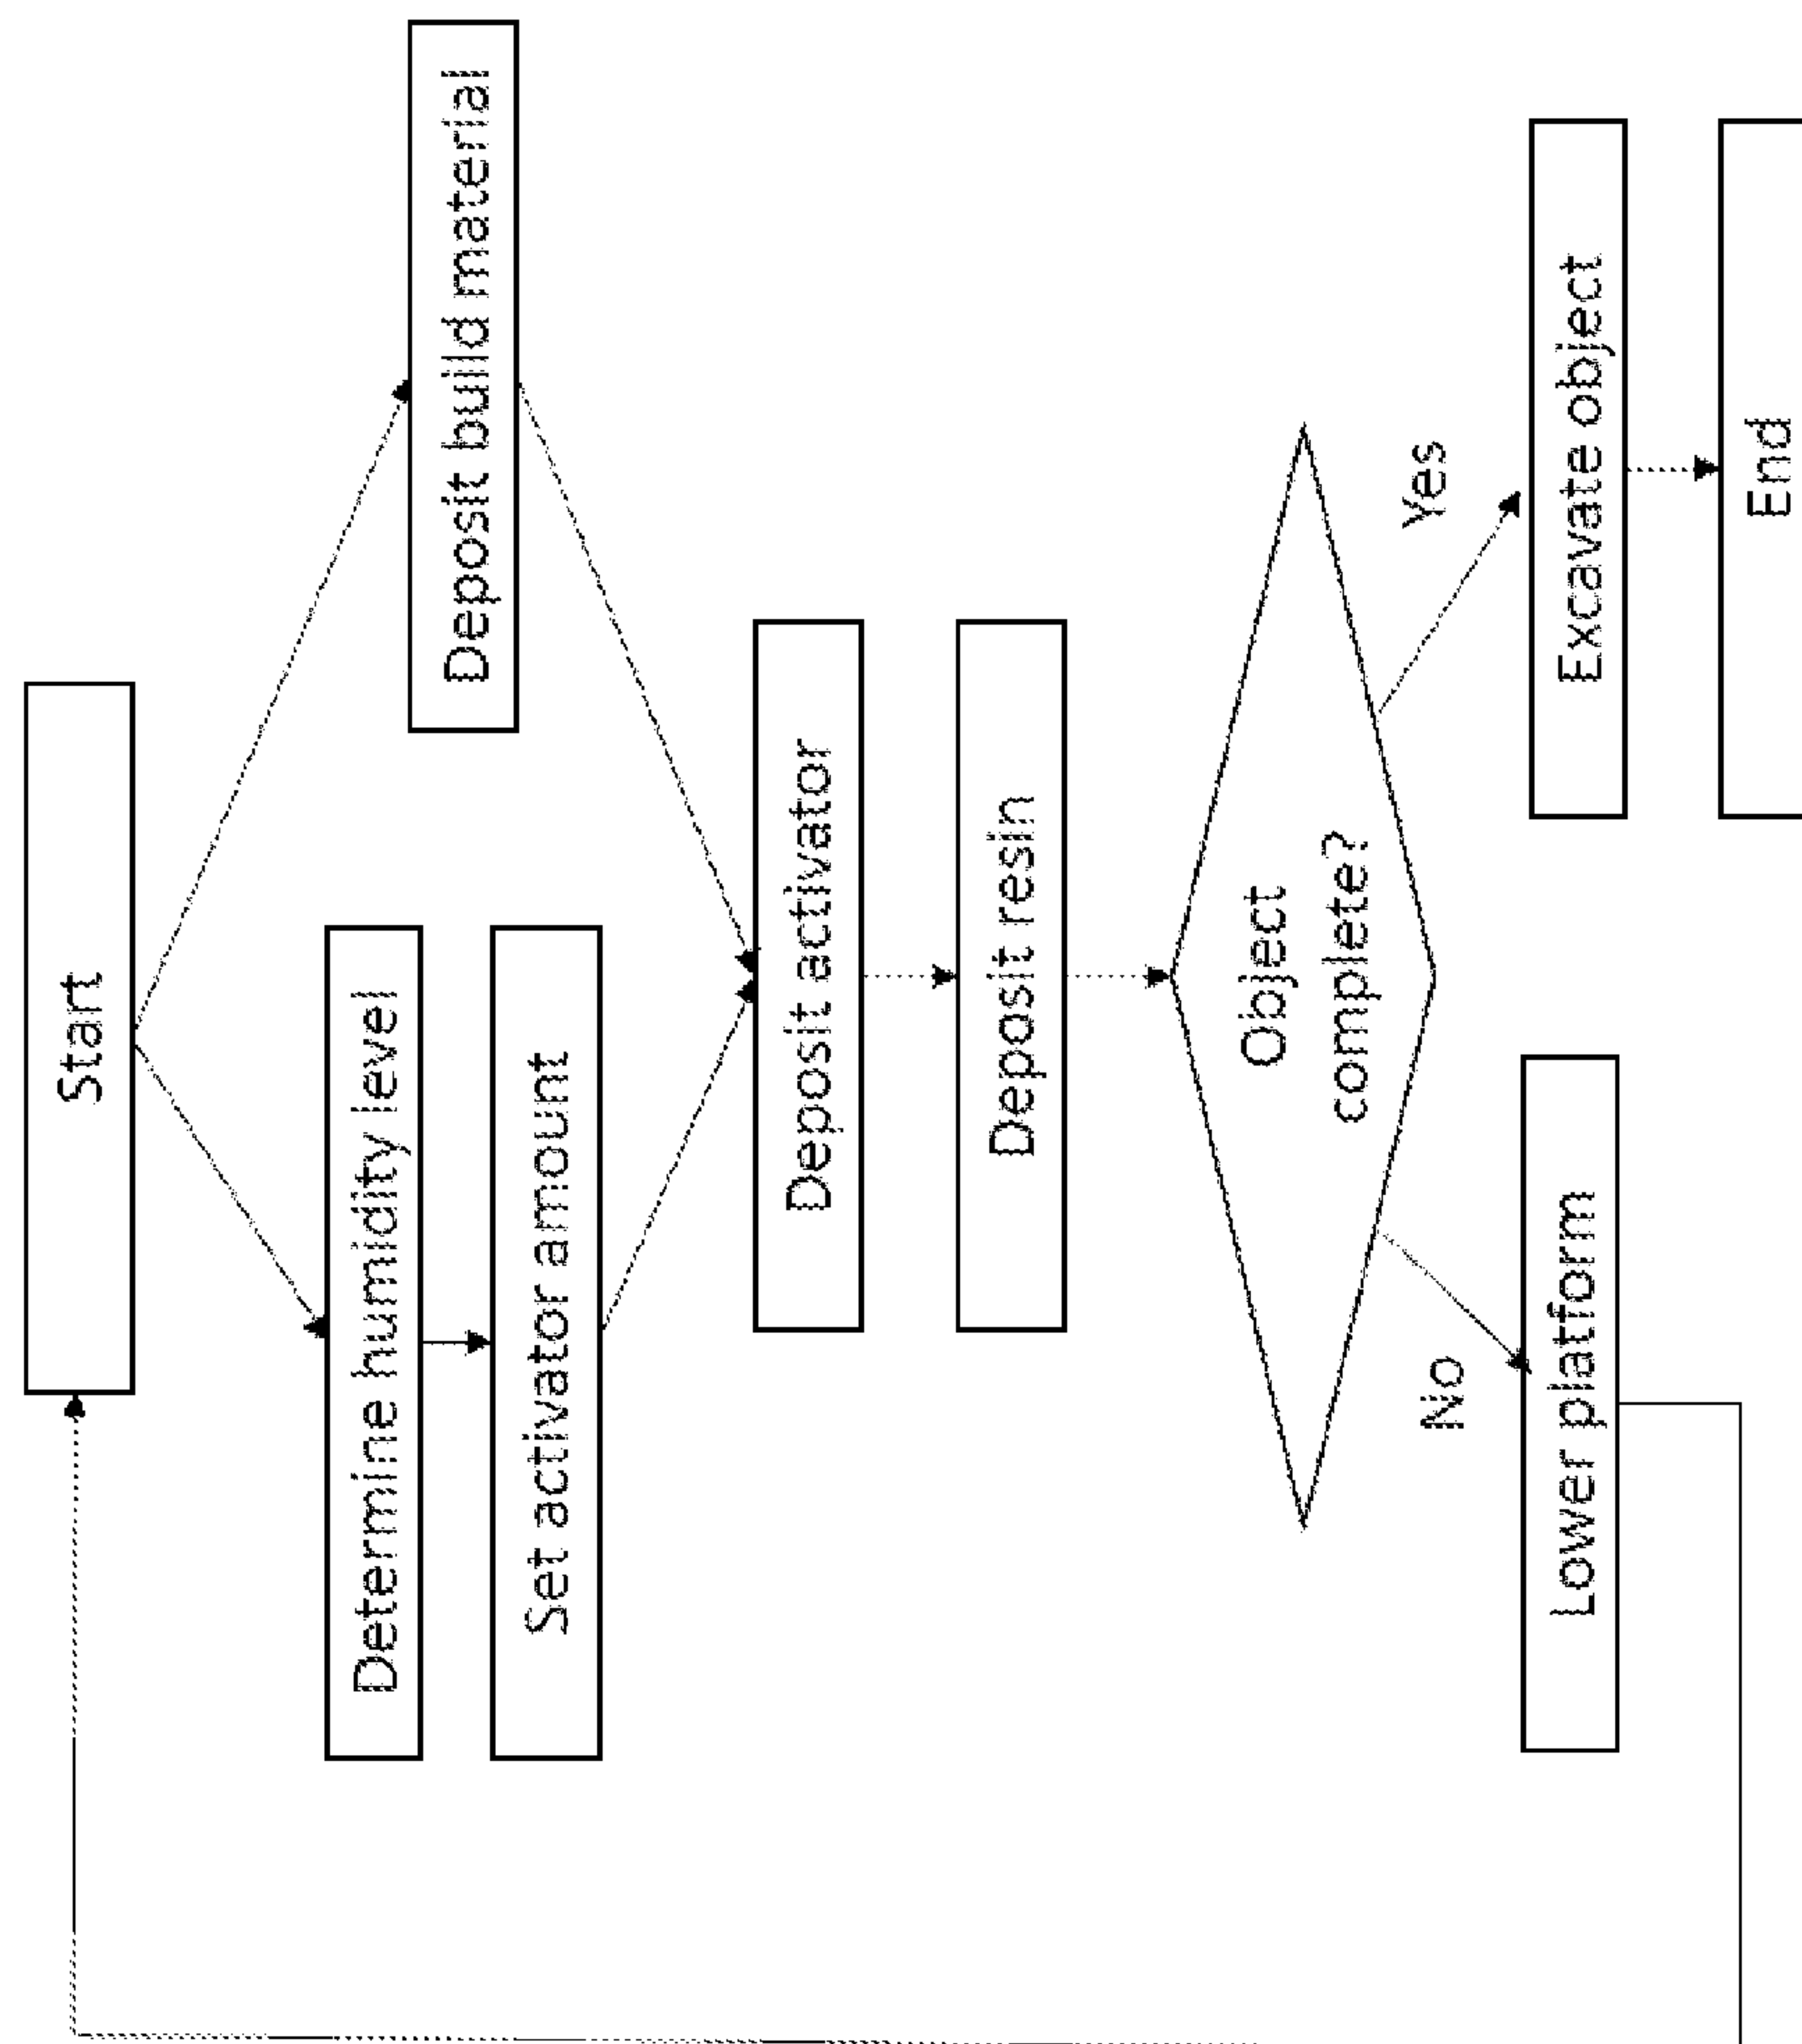 Start
Determine humidity level
Set activator amount
Deposit build material
Deposit activator
Deposit resin
Object
complete?
No
Yes
Lower platform
Excavate object
End